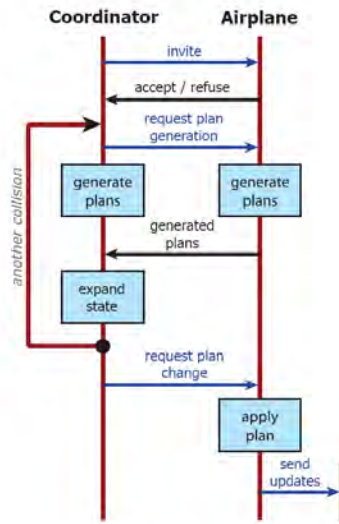 Coordinator
Airplane
invite
accept / refuse
request plan
generation
generate
plans
generate
plans
generated
plans
another collision
expand
state
request plan
change
apply
plan
send
updates